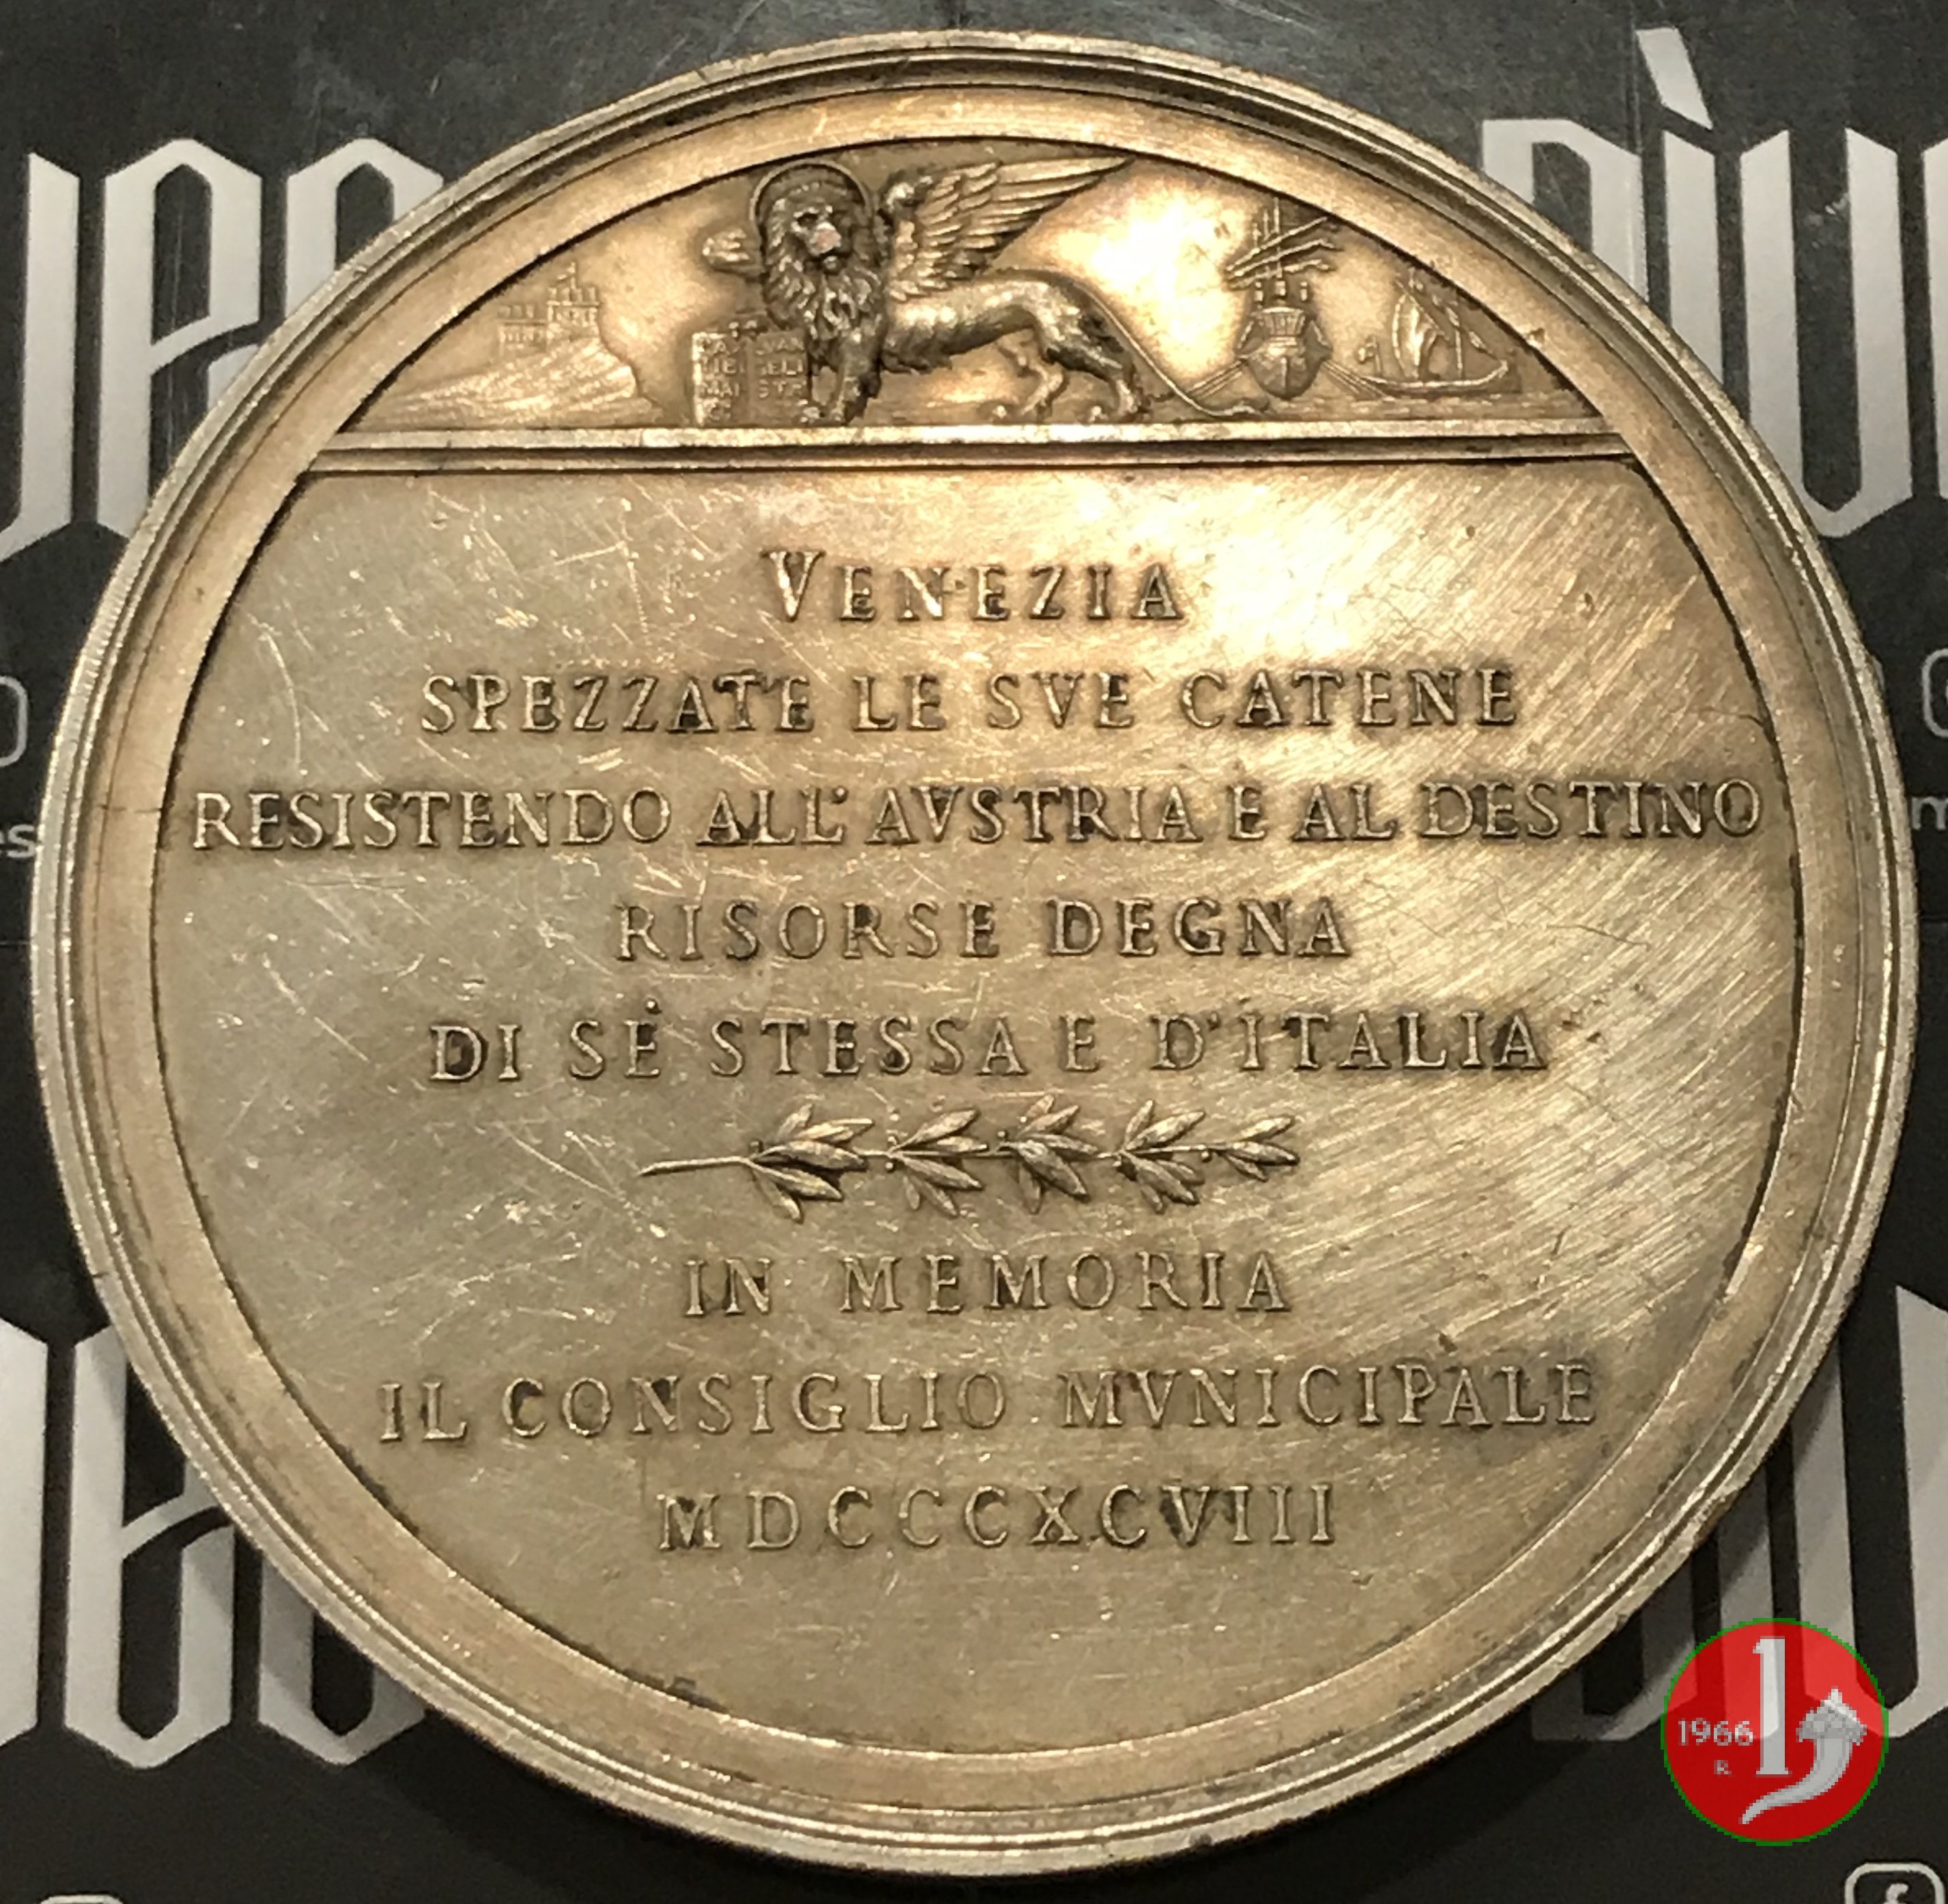 VENEZIA
SPEZZATE LE SVE CATENE
RESISTENDO ALL'AVSTRIA E AL DESTINO
RISORSE DEGNA
DI SÈ STESSA E D'ITALIA
IN MEMORIA
IL CONSIGLIO MVNICIPALE
MDCCCXCVIII
1966
R